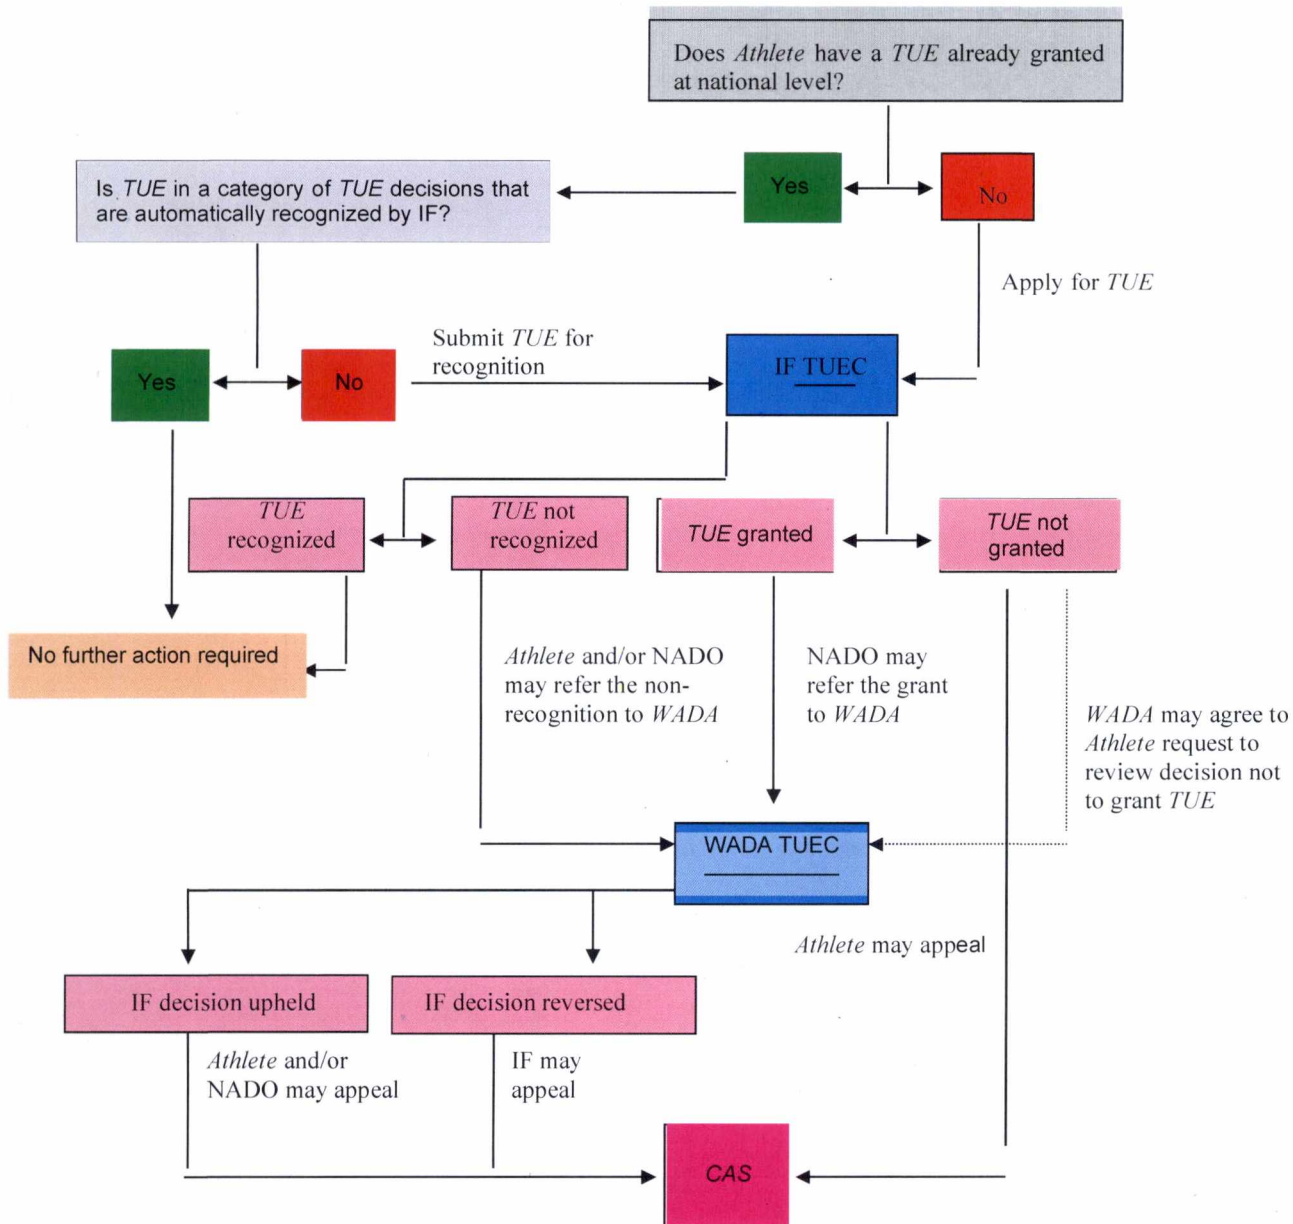 Does Athlete have a TUE already granted
at national level?
Yes
No
Is TUE in a category of TUE decisions that
are automatically recognized by IF?
Apply for TUE
Submit TUE for
recognition
IF TUEC
Yes
No
TUE
recognized
TUE not
recognized
TUE granted
TUE not
granted
No further action required
Athlete and/or NADO
may refer the non-
recognition to WADA
NADO may
refer the grant
to WADA
WADA may agree to
Athlete request to
review decision not
to grant TUE
WADA TUEC
Athlete may appeal
IF decision upheld
IF decision reversed
Athlete and/or
NADO may appeal
IF may
appeal
CAS